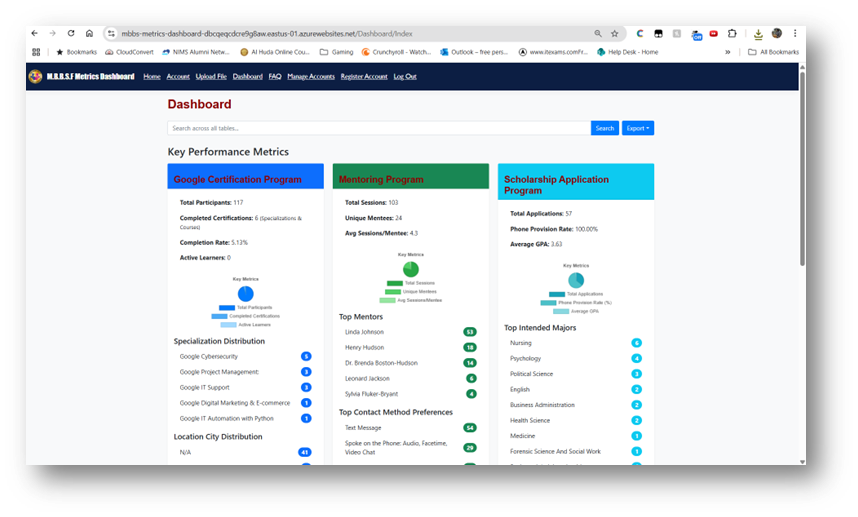 mbbs-metrics-dashboard-dbcqeqcdcre9g8aw.eastus-01.azurewebsites.net/Dashboard/Index
Bookmarks CloudConvert NIMS Alumni Netw... Al Huda Online Cou... Gaming Crunchyroll - Watch... Outlook – free pers... www.itexams.com/r... Help Desk - Home » All Bookmarks
M.B.B.S.F Metrics Dashboard Home Account Upload File Dashboard FAQ Manage Accounts Register Account Log Out
Dashboard
Search across all tables... Search Export
Key Performance Metrics
Google Certification Program
Total Participants: 117
Completed Certifications: 6 (Specializations &
Courses)
Completion Rate: 5.13%
Active Learners: 0
Key Metrics
Total Participants
Completed Certifications
Active Learners
Specialization Distribution
Google Cybersecurity 5
Google Project Management: 3
Google IT Support 3
Google Digital Marketing & E-commerce 1
Google IT Automation with Python 1
Location City Distribution
N/A 41
Mentoring Program
Total Sessions: 103
Unique Mentees: 24
Avg Sessions/Mentee: 4.3
Key Metrics
Total Sessions
Unique Mentees
Avg Sessions/Mentee
Top Mentors
Linda Johnson 53
Henry Hudson 18
Dr. Brenda Boston-Hudson 14
Leonard Jackson 6
Sylvia Fluker-Bryant 4
Top Contact Method Preferences
Text Message 54
Spoke on the Phone: Audio, Facetime,
Video Chat 29
Scholarship Application
Program
Total Applications: 57
Phone Provision Rate: 100.00%
Average GPA: 3.63
Key Metrics
Total Applications
Phone Provision Rate (%)
Average GPA
Top Intended Majors
Nursing 6
Psychology 4
Political Science 3
English 2
Business Administration 2
Health Science 2
Medicine 1
Forensic Science And Social Work 1